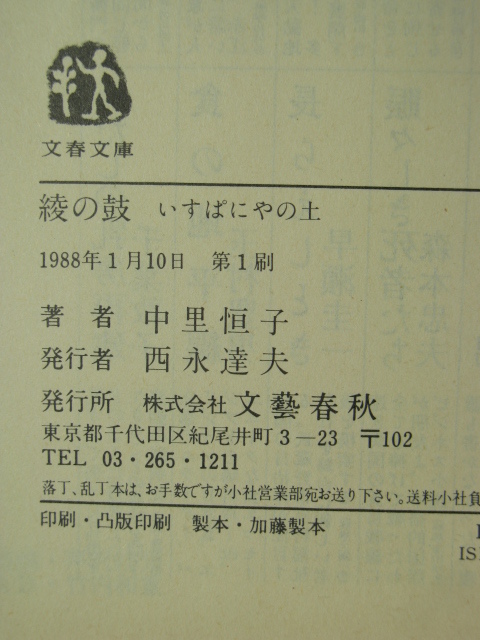 文春文庫
綾の鼓 いすぱにやの土
1988年1月10日 第1刷
著者 中里恒子
発行者 西永達夫
発行所 株式会社 文藝春秋
東京都千代田区紀尾井町3-23 〒102
TEL 03・265・1211
落丁、乱丁本は、お手数ですが小社営業部宛お送り下さい。送料小社負
印刷・凸版印刷 製本・加藤製本
IS